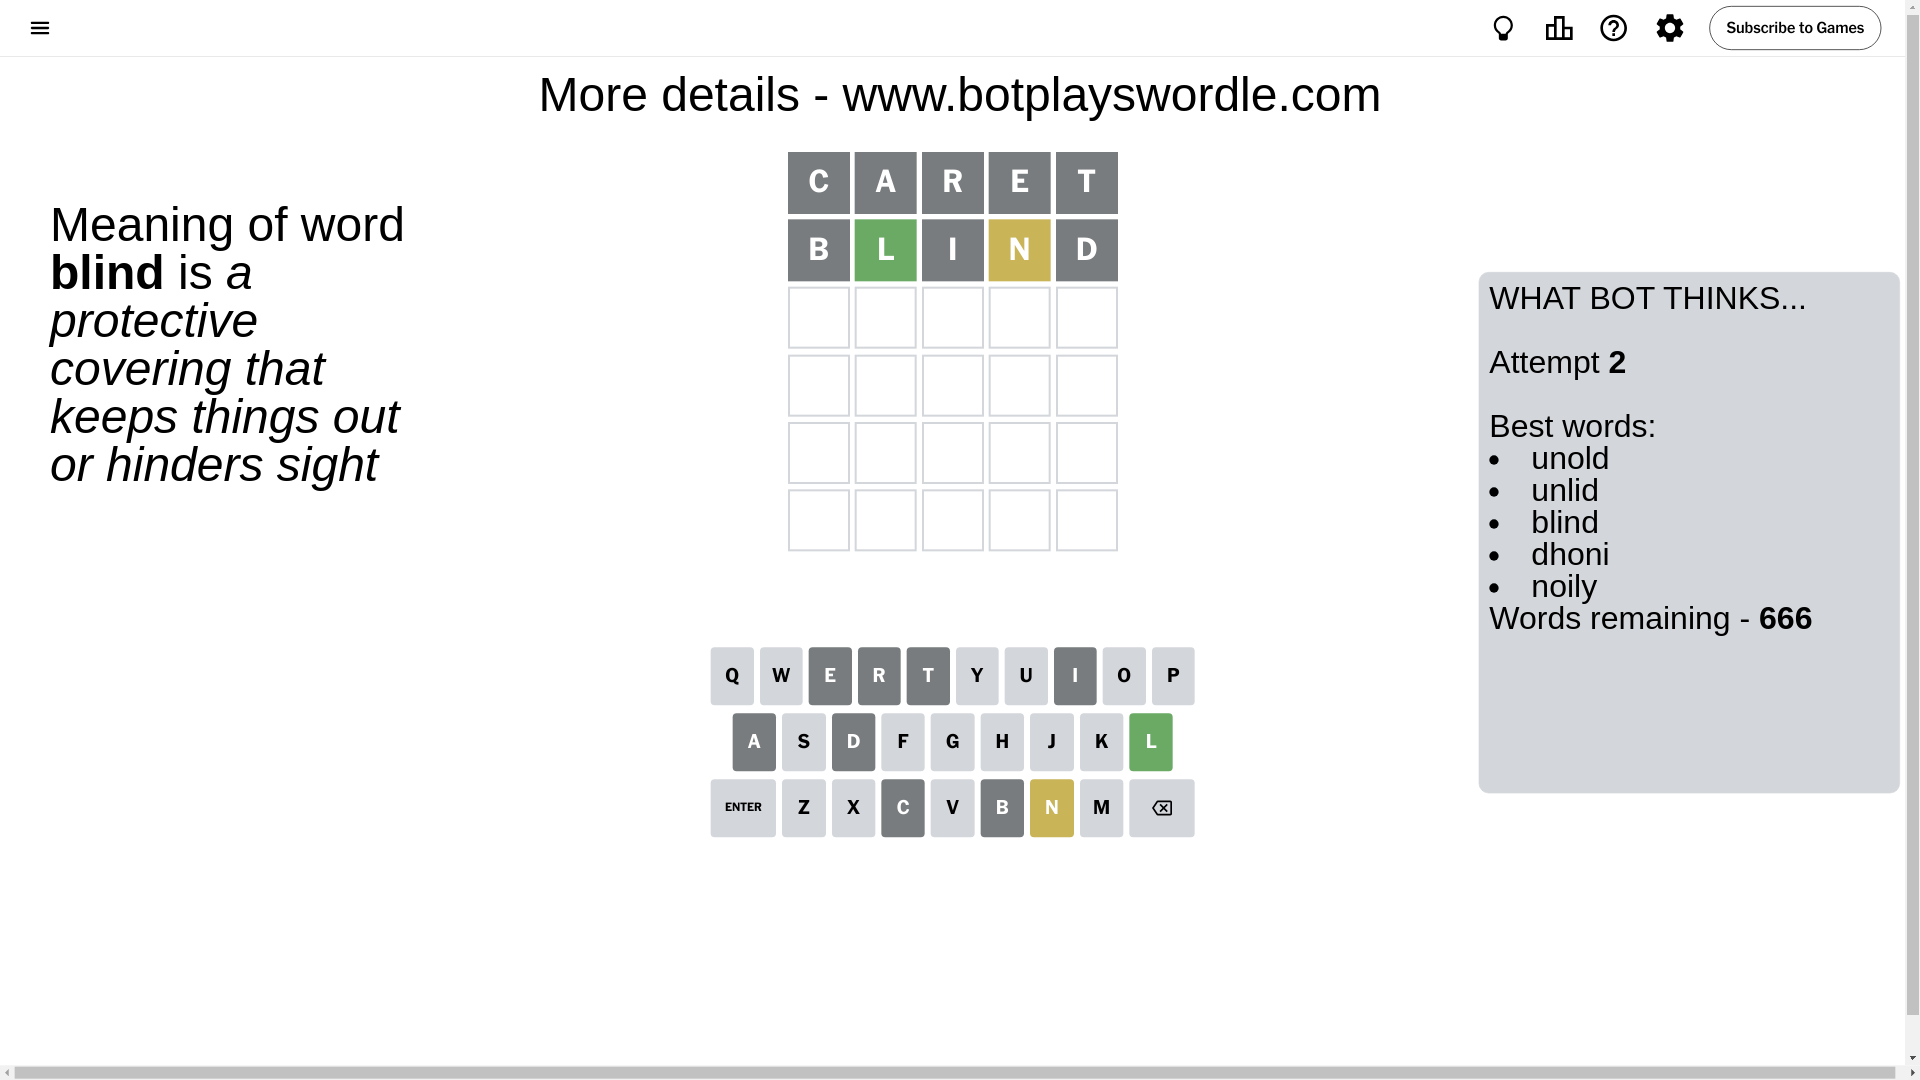 Subscribe to Games
More details - www.botplayswordle.com
Meaning of word
blind is a
protective
covering that
keeps things out
or hinders sight
C A R E T
B L I N D
WHAT BOT THINKS...
Attempt 2
Best words:
• unold
• unlid
• blind
• dhoni
• noily
Words remaining - 666
Q W E R T Y U I O P
A S D F G H J K L
ENTER Z X C V B N M